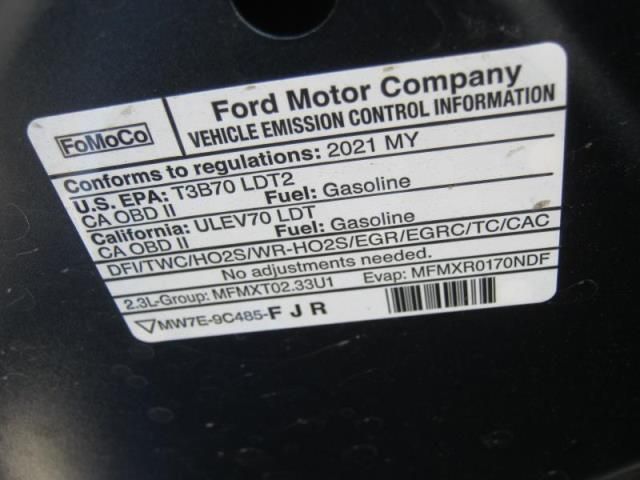 FoMoCo
Ford Motor Company
VEHICLE EMISSION CONTROL INFORMATION
Conforms to regulations: 2021 MY
U.S. EPA: T3B70 LDT2
CA OBD II Fuel: Gasoline
California: ULEV70 LDT
CA OBD II Fuel: Gasoline
DFI/TWC/HO2S/WR-HO2S/EGR/EGRC/TC/CAC
No adjustments needed.
2.3L-Group: MFMXT02.33U1 Evap: MFMXR0170NDF
MW7E-9C485-F J R